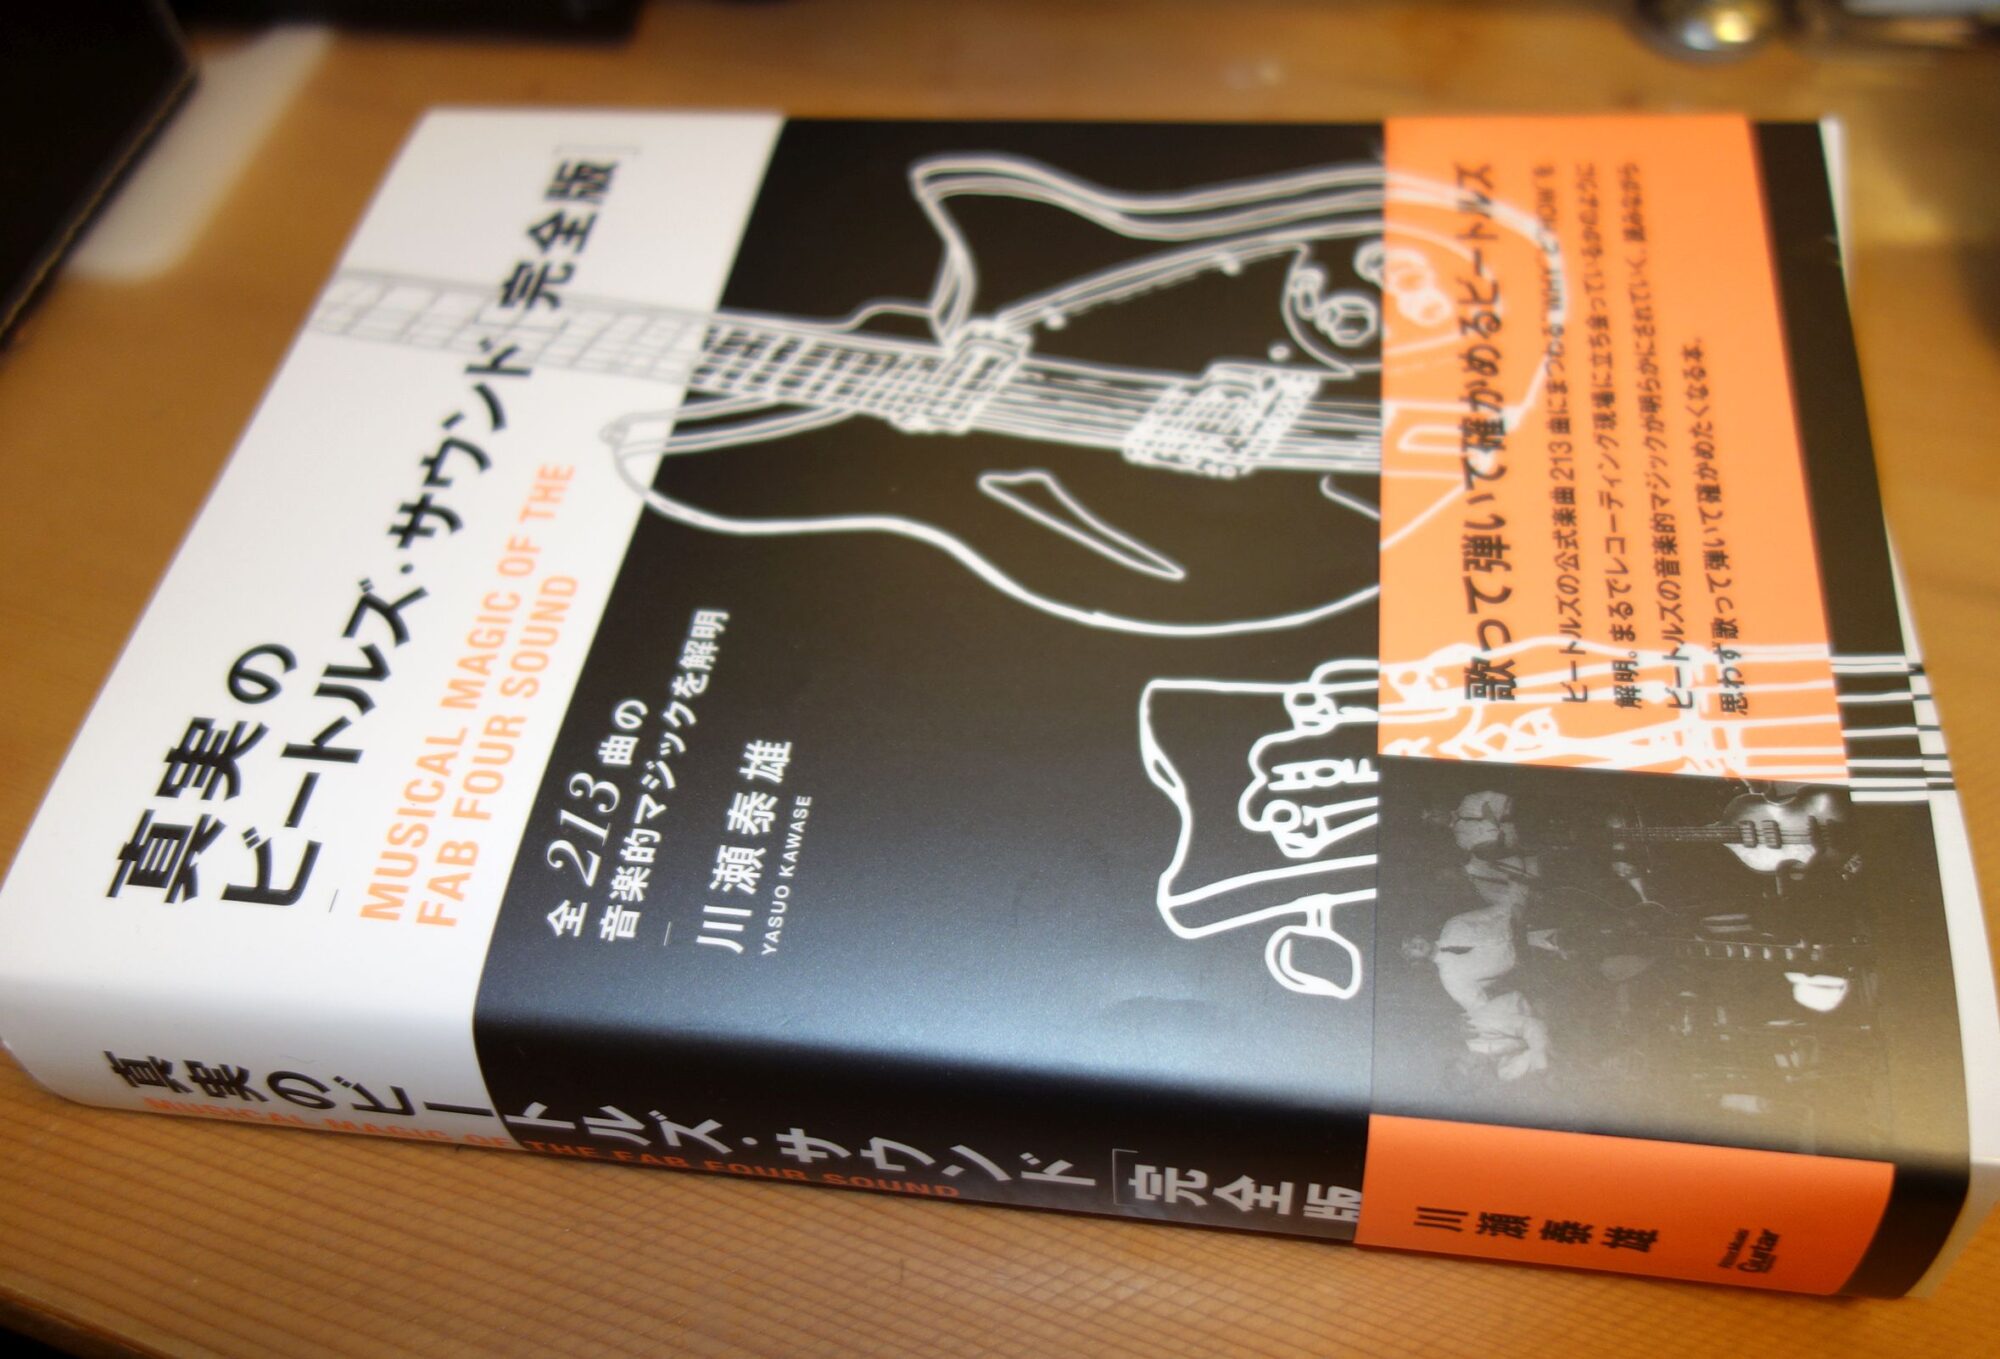 真実の
ビートルズ・サウンド[完全版]
MUSICAL MAGIC OF THE
FAB FOUR SOUND
全213曲の
音楽的マジックを解明
川瀬泰雄
YASUO KAWASE
歌って弾いて確かめるビートルズ
ビートルズの公式楽曲213曲にまつわる"WHY"と"HOW"を
解明。まるでレコーディング現場に立ち会っているかのように
ビートルズの音楽的マジックが明らかにされていく、読みながら
思わず歌って弾いて確かめたくなる本。
真実のビートルズ・サウンド[完全版]
MUSICAL MAGIC OF THE FAB FOUR SOUND
川瀬泰雄
Guitar